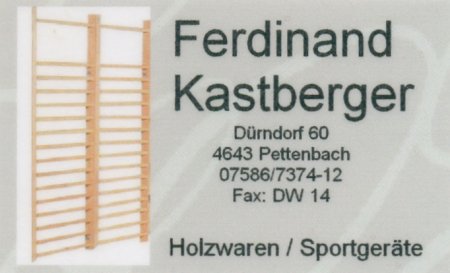 Ferdinand
Kastberger
Dürndorf 60
4643 Pettenbach
07586/7374-12
Fax: DW 14
Holzwaren / Sportgeräte